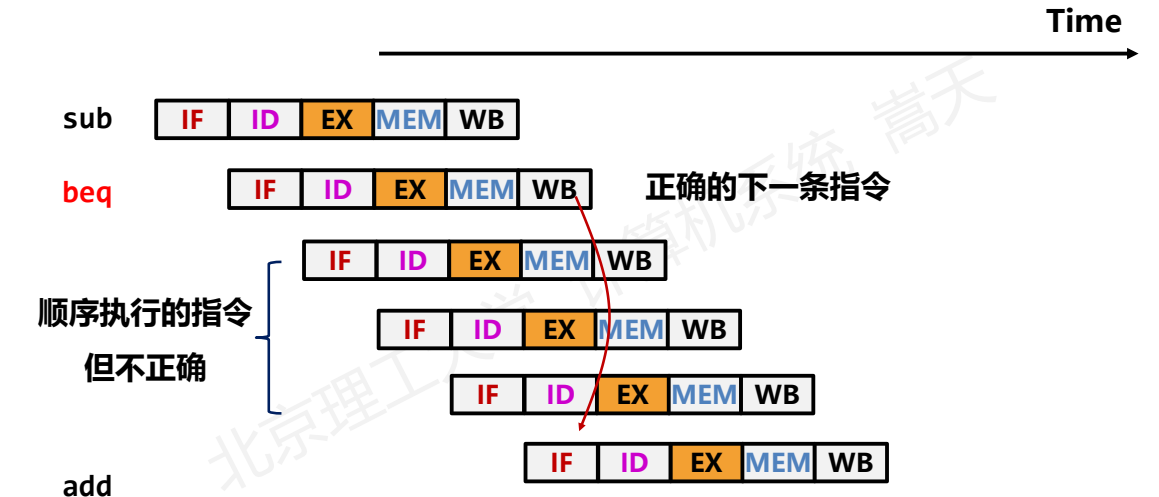 Time
sub IF ID EX MEM WB
beq IF ID EX MEM WB 正确的下一条指令
IF ID EX MEM WB
顺序执行的指令
但不正确
IF ID EX MEM WB
IF ID EX MEM WB
add IF ID EX MEM WB
北京理工大学 计算机系统 嵩天